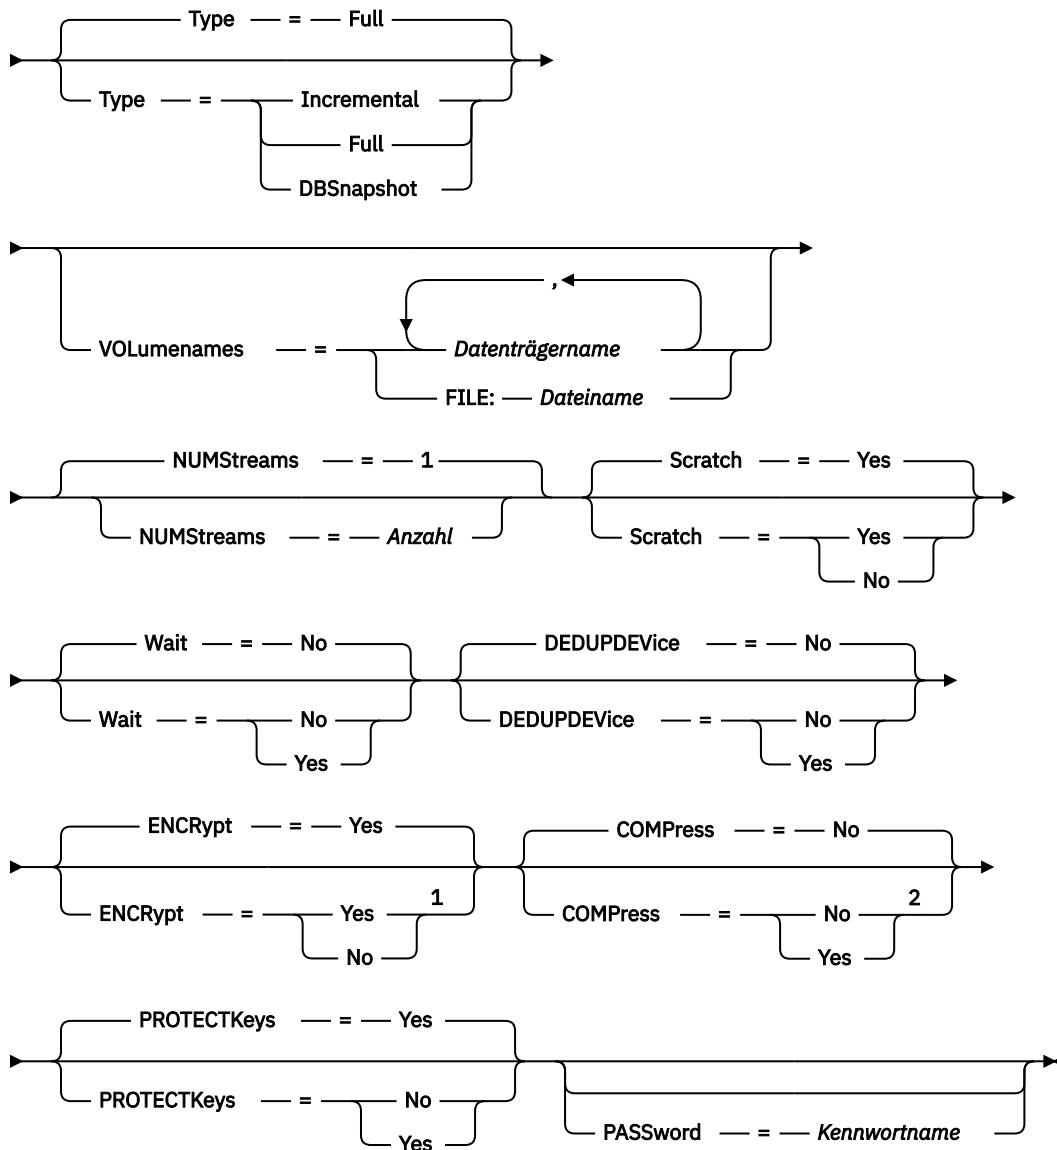 Type = Full
Type = Incremental
Full
DBSnapshot
,
VOLumenames = Datenträgername
FILE: Dateiname
NUMStreams = 1 Scratch = Yes
NUMStreams = Anzahl Scratch = Yes
No
Wait = No DEDUPDEVice = No
Wait = No DEDUPDEVice = No
Yes Yes
ENCRypt = Yes COMPress = No
ENCRypt = Yes 1 COMPress = No 2
No Yes
PROTECTKeys = Yes
PROTECTKeys = No
Yes PASSword = Kennwortname